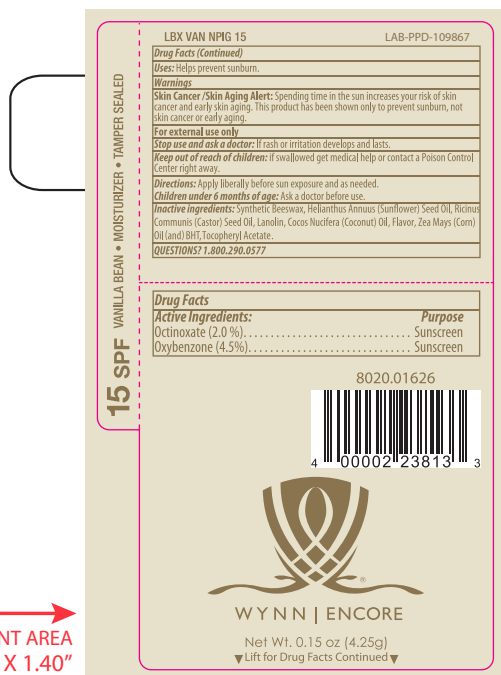 LBX VAN NPIG 15 LAB-PPD-109867
Drug Facts (Continued)
Uses: Helps prevent sunburn.
Warnings
Skin Cancer /Skin Aging Alert: Spending time in the sun increases your risk of skin
cancer and early skin aging. This product has been shown only to prevent sunburn, not
skin cancer or early aging.
For external use only
Stop use and ask a doctor: If rash or irritation develops and lasts.
Keep out of reach of children: if swallowed get medical help or contact a Poison Control
Center right away.
Directions: Apply liberally before sun exposure and as needed.
Children under 6 months of age: Ask a doctor before use.
Inactive ingredients: Synthetic Beeswax, Helianthus Annuus (Sunflower) Seed Oil, Ricinus
Communis (Castor) Seed Oil, Lanolin, Cocos Nucifera (Coconut) Oil, Flavor, Zea Mays (Corn)
Oil (and) BHT, Tocopheryl Acetate.
QUESTIONS? 1.800.290.0577
15 SPF VANILLA BEAN • MOISTURIZER • TAMPER SEALED
Drug Facts
Active Ingredients: Purpose
Octinoxate (2.0 %)................................ Sunscreen
Oxybenzone (4.5%)............................. Sunscreen
8020.01626
4 00002 23813 3
®
WYNN | ENCORE
Net Wt. 0.15 oz (4.25g)
▼Lift for Drug Facts Continued▼
NT AREA
X 1.40"